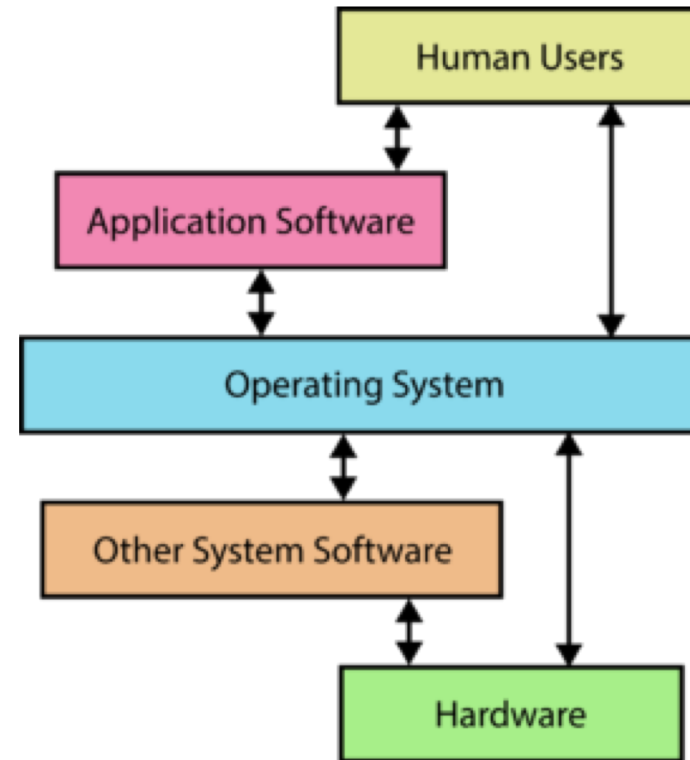 Human Users
Application Software
Operating System
Other System Software
Hardware